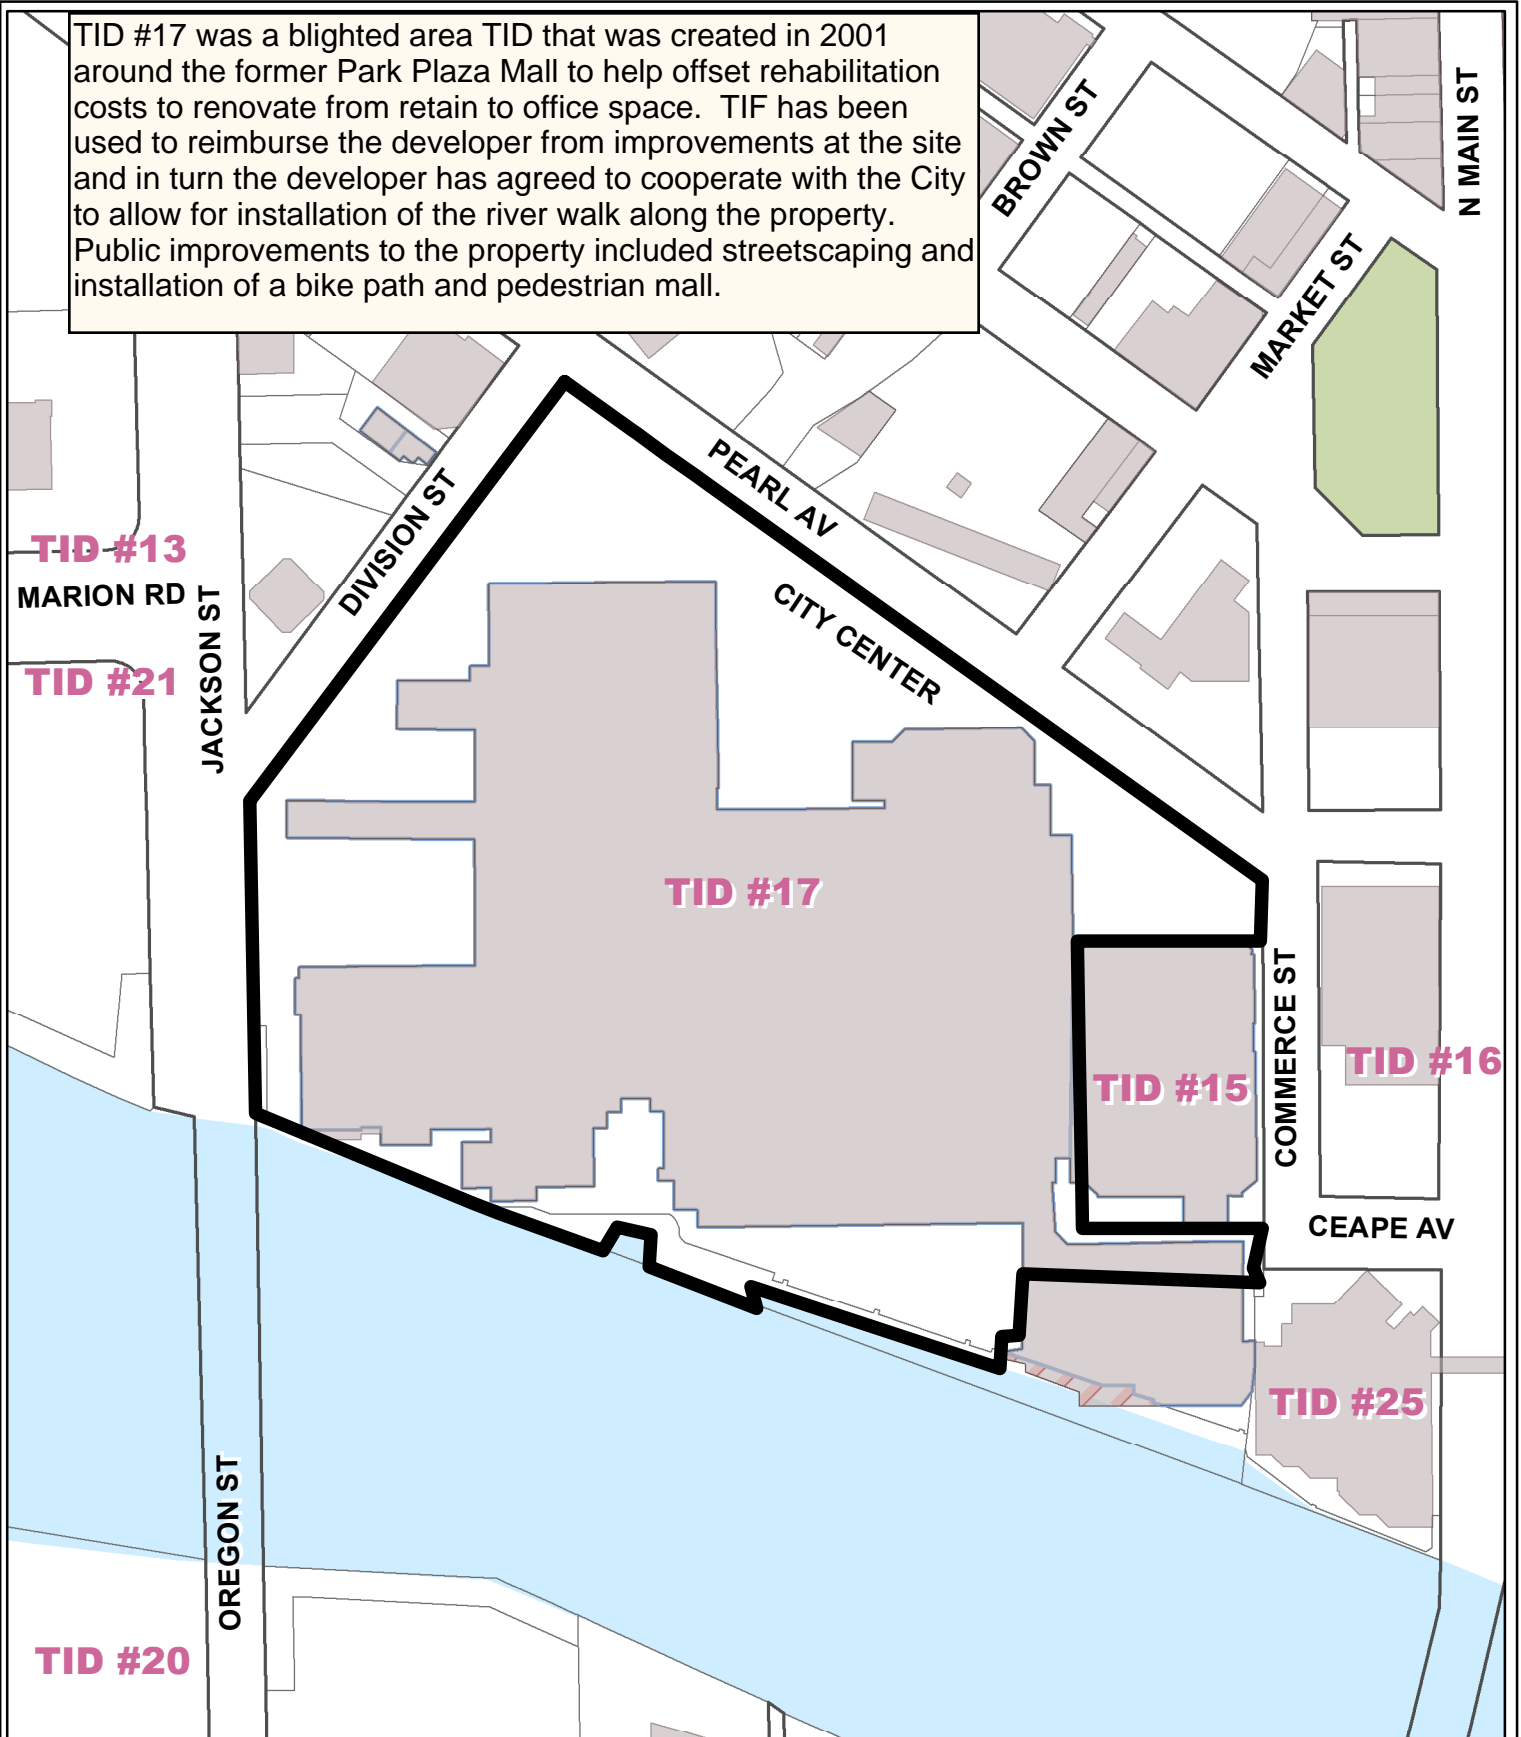 TID #17 was a blighted area TID that was created in 2001
around the former Park Plaza Mall to help offset rehabilitation
costs to renovate from retain to office space.  TIF has been
used to reimburse the developer from improvements at the site
and in turn the developer has agreed to cooperate with the City
to allow for installation of the river walk along the property.
Public improvements to the property included streetscaping and
installation of a bike path and pedestrian mall.
N MAIN ST
BROWN ST
MARKET ST
PEARL AV
DIVISION ST
TID #13
MARION RD
JACKSON ST
CITY CENTER
TID #21
TID #17
COMMERCE ST
TID #16
TID #15
CEAPE AV
TID #25
OREGON ST
TID #20